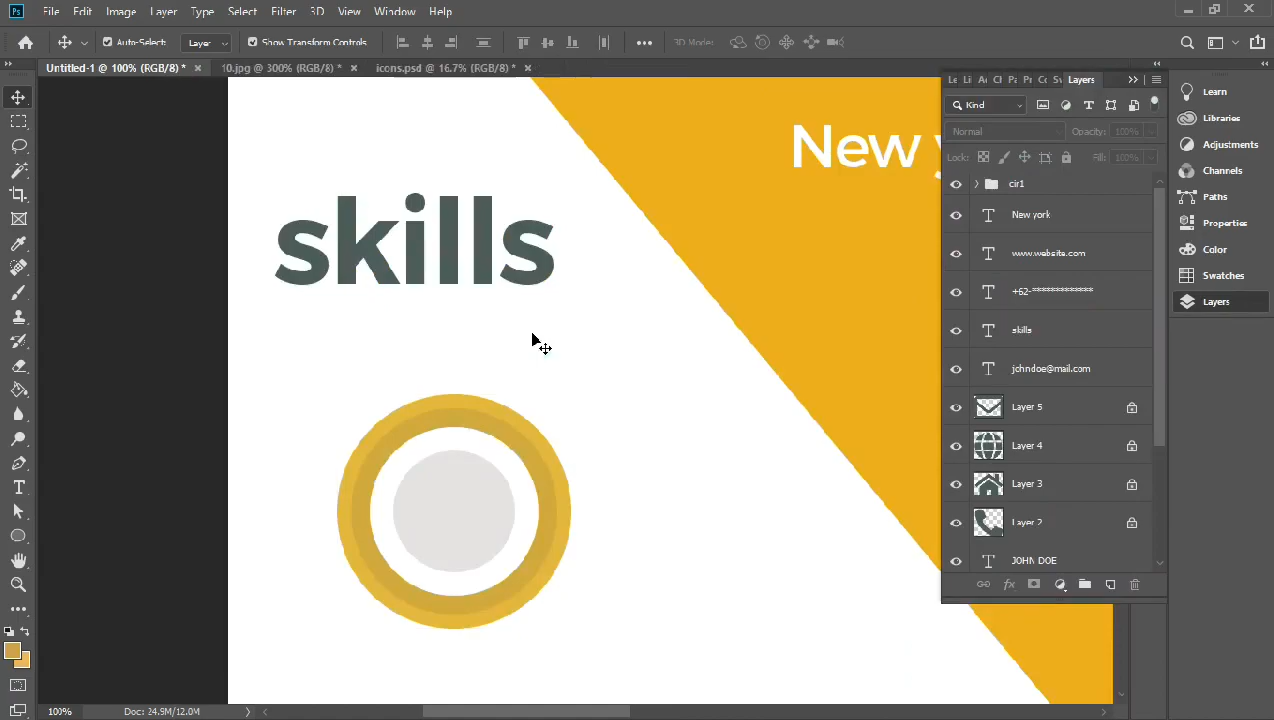 Ps File Edit Image Layer Type Select Filter 3D View Window Help
Auto-Select: Layer Show Transform Controls 3D Mode:
Untitled-1 @ 100% (RGB/8) * × 10.jpg @ 300% (RGB/8) * × icons.psd @ 16.7% (RGB/8) * ×
Layers
Kind
Normal Opacity: 100%
Lock: Fill: 100%
cir1
New york
www.website.com
+62-*************
skills
johndoe@mail.com
Layer 5
Layer 4
Layer 3
Layer 2
JOHN DOE
Learn
Libraries
Adjustments
Channels
Paths
Properties
Color
Swatches
Layers
New y
skills
100% Doc: 24.9M/12.0M